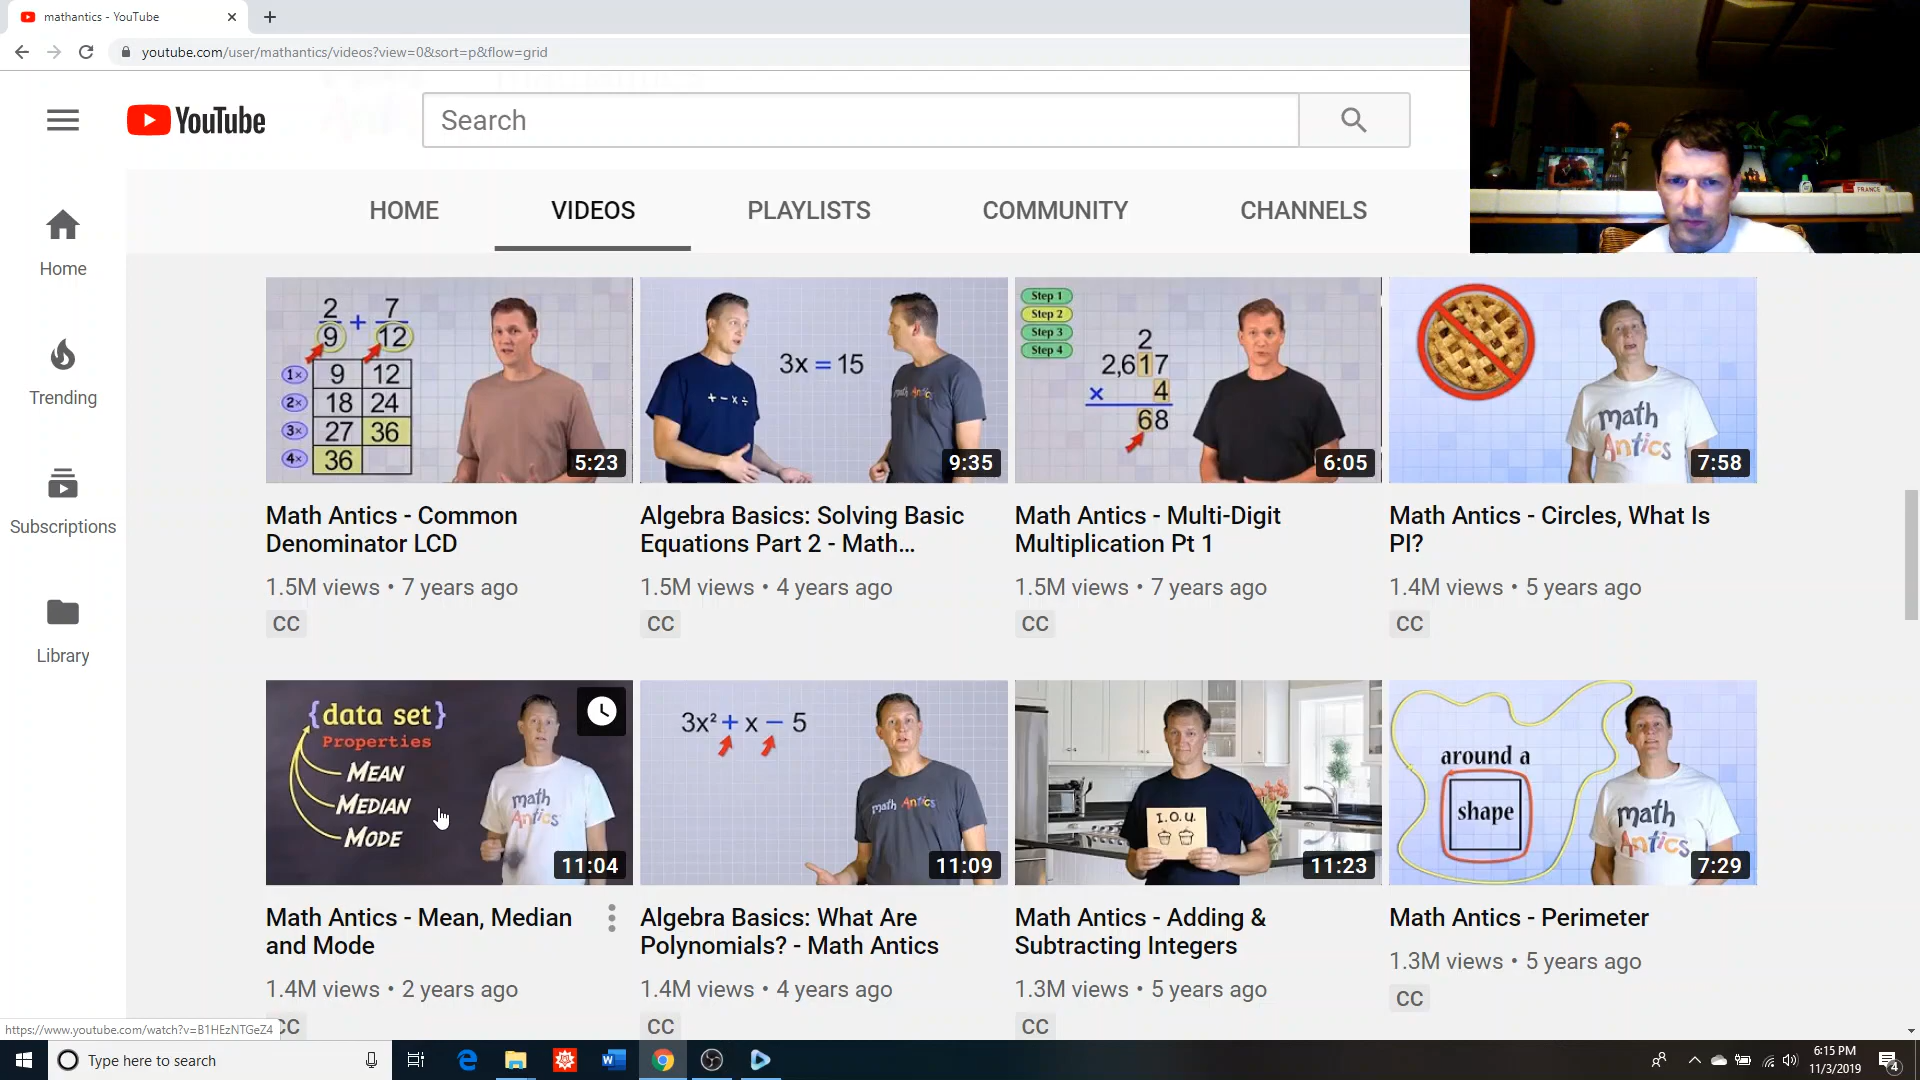 mathantics - YouTube
youtube.com/user/mathantics/videos?view=0&sort=p&flow=grid
YouTube
Search
HOME
VIDEOS
PLAYLISTS
COMMUNITY
CHANNELS
FRANCE
Home
Trending
Subscriptions
Library
2 7
9 + 12
1× 9 12
2× 18 24
3× 27 36
4× 36
5:23
3x = 15
+ − × ÷
math Antics
9:35
Step 1
Step 2
Step 3
Step 4
2
2,617
× 4
68
6:05
math
Antics
7:58
Math Antics - Common
Denominator LCD
1.5M views • 7 years ago
CC
Algebra Basics: Solving Basic
Equations Part 2 - Math...
1.5M views • 4 years ago
CC
Math Antics - Multi-Digit
Multiplication Pt 1
1.5M views • 7 years ago
CC
Math Antics - Circles, What Is
PI?
1.4M views • 5 years ago
CC
{data set}
Properties
MEAN
MEDIAN
MODE
math
Antics
11:04
3x² + x − 5
math Antics
11:09
I.O.U.
11:23
around a
shape
math
Antics
7:29
Math Antics - Mean, Median
and Mode
1.4M views • 2 years ago
CC
Algebra Basics: What Are
Polynomials? - Math Antics
1.4M views • 4 years ago
CC
Math Antics - Adding &
Subtracting Integers
1.3M views • 5 years ago
CC
Math Antics - Perimeter
1.3M views • 5 years ago
CC
https://www.youtube.com/watch?v=B1HEzNTGeZ4
Type here to search
6:15 PM
11/3/2019
4